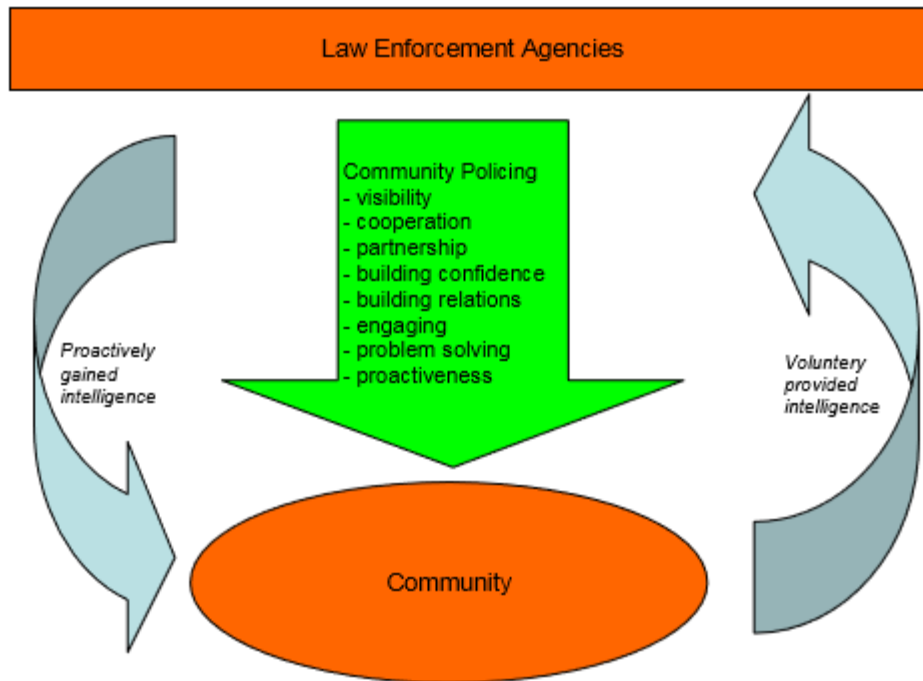 Law Enforcement Agencies
Community Policing
- visibility
- cooperation
- partnership
- building confidence
- building relations
- engaging
- problem solving
- proactiveness
Proactively
gained
intelligence
Voluntery
provided
intelligence
Community